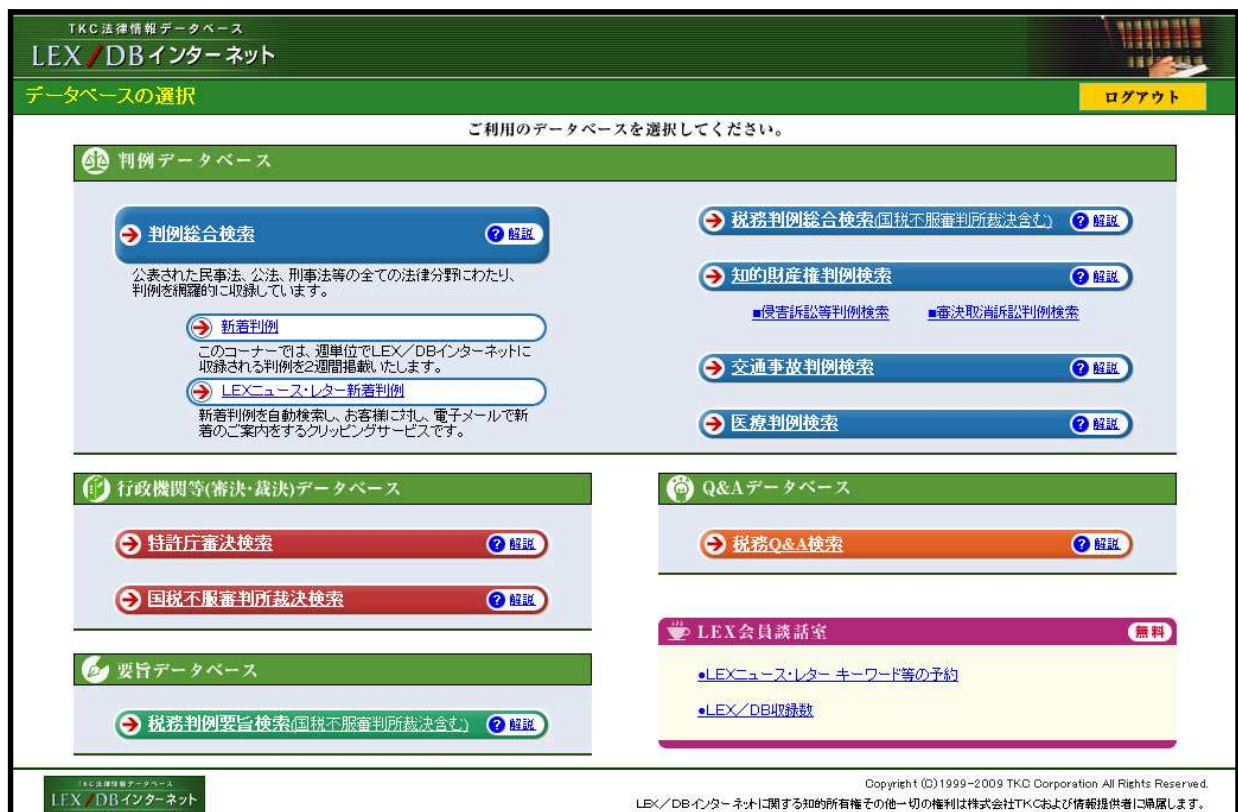 TKC法律情報データベース
LEX/DBインターネット
データベースの選択
ログアウト
ご利用のデータベースを選択してください。
判例データベース
判例総合検索
? 解説
公表された民事法、公法、刑事法等の全ての法律分野にわたり、
判例を網羅的に収録しています。
新着判例
このコーナーでは、週単位でLEX/DBインターネットに
収録される判例を2週間掲載いたします。
LEXニュース・レター新着判例
新着判例を自動検索し、お客様に対し、電子メールで新
着のご案内をするクリッピングサービスです。
税務判例総合検索(国税不服審判所裁決含む)
? 解説
知的財産権判例検索
? 解説
■侵害訴訟等判例検索 ■審決取消訴訟判例検索
交通事故判例検索
? 解説
医療判例検索
? 解説
行政機関等(審決・裁決)データベース
特許庁審決検索
? 解説
国税不服審判所裁決検索
? 解説
要旨データベース
税務判例要旨検索(国税不服審判所裁決含む)
? 解説
Q&Aデータベース
税務Q&A検索
? 解説
LEX会員談話室
無料
●LEXニュース・レター キーワード等の予約
●LEX/DB収録数
TKC法律情報データベース
LEX/DBインターネット
Copyright (C)1999-2009 TKC Corporation All Rights Reserved.
LEX/DBインターネットに関する知的所有権その他一切の権利は株式会社TKCおよび情報提供者に帰属します。